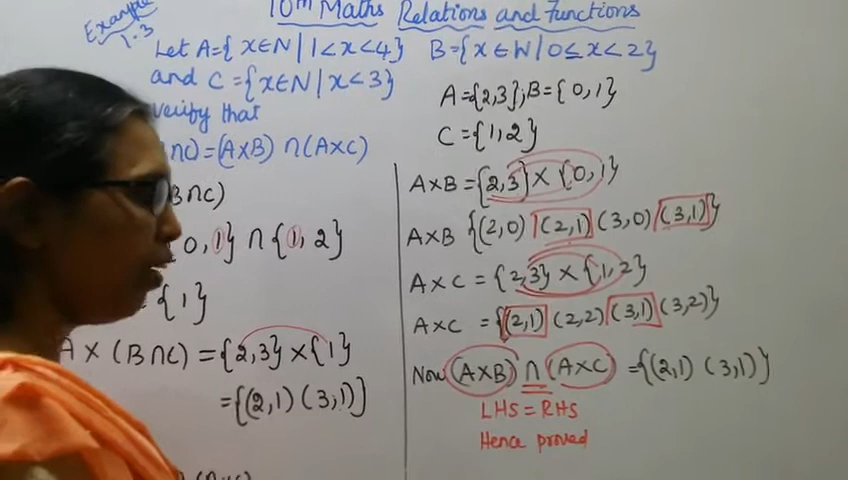 10th Maths Relations and Functions
Example 1.3
Let A={ x∈N | 1<x<4} B={x∈W | 0≤x<2}
and C ={x∈N | x<3}
verify that
∩C)=(A×B) ∩(A×C)
B∩C)
0,1} ∩ {1,2}
= {1}
A × (B∩C) = {2,3} ×{1}
={(2,1) (3,1)}
A={2,3};B={0,1}
C={1,2}
A×B ={2,3}×{0,1}
A×B {(2,0) (2,1) (3,0) (3,1)}
A×C = {2,3} ×{1,2}
A×C ={(2,1) (2,2) (3,1) (3,2)}
Now (A×B) ∩ (A×C) ={(2,1) (3,1)}
LHS = RHS
Hence proved